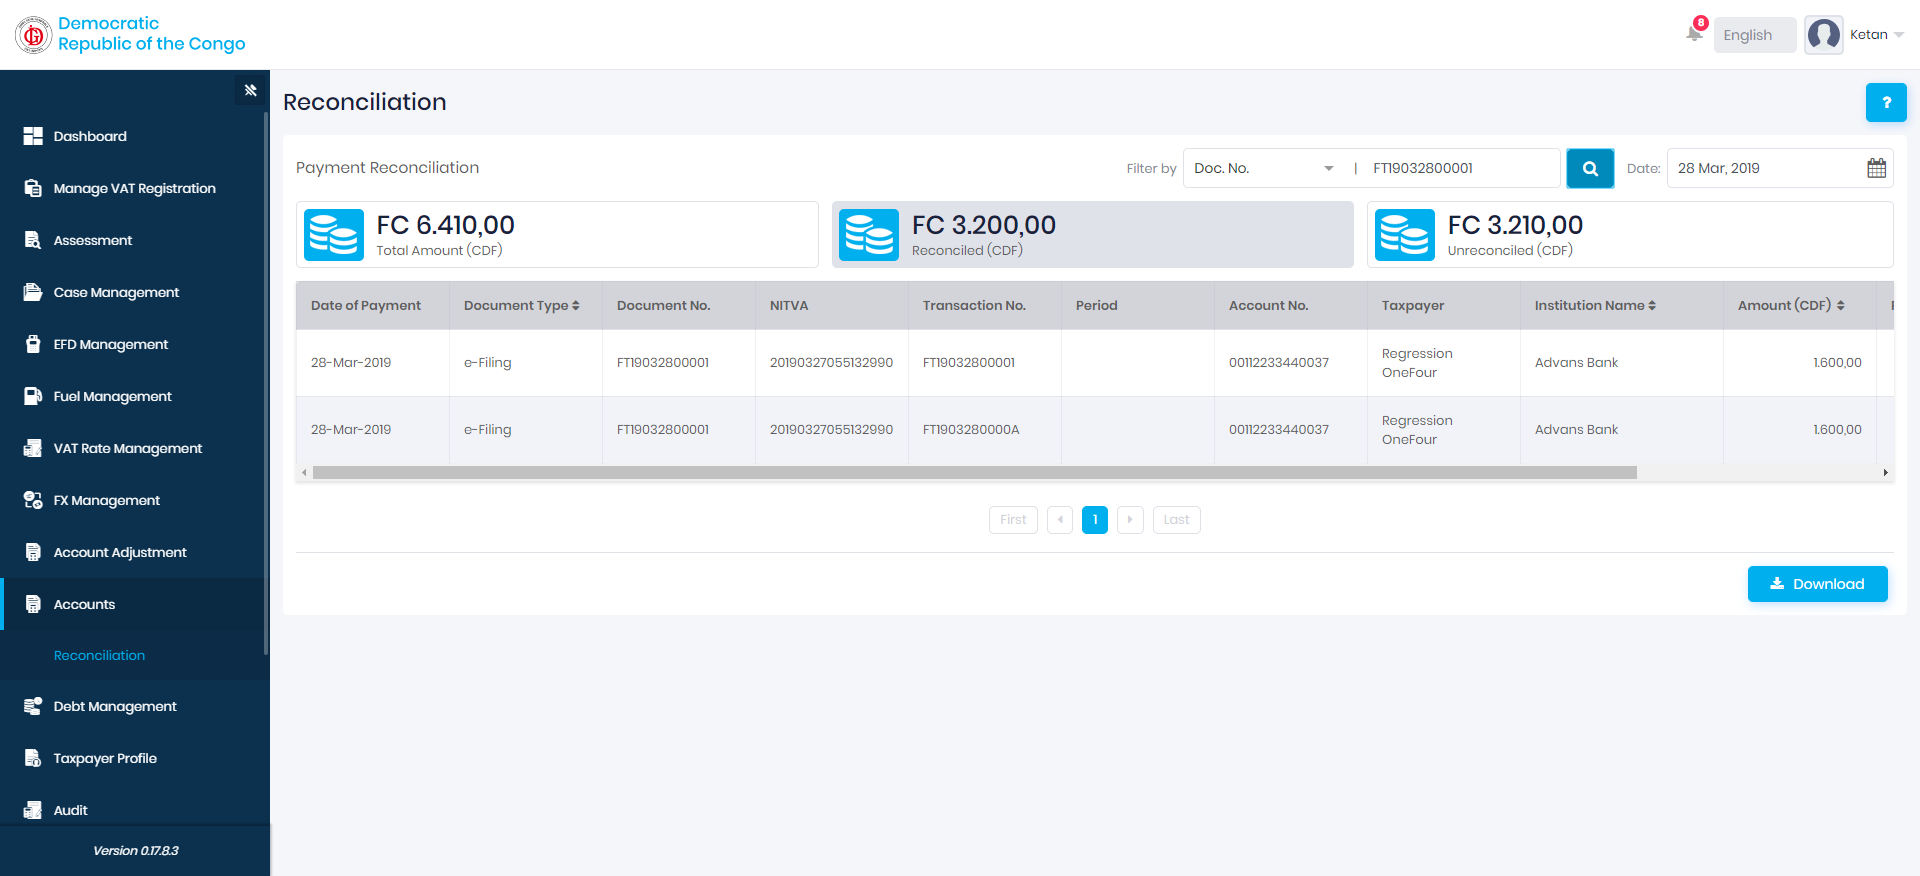 Democratic
Republic of the Congo
8
English
Ketan
Dashboard
Manage VAT Registration
Assessment
Case Management
EFD Management
Fuel Management
VAT Rate Management
FX Management
Account Adjustment
Accounts
Reconciliation
Debt Management
Taxpayer Profile
Audit
Version 0.17.8.3
Reconciliation
?
Payment Reconciliation
Filter by Doc. No. | FT19032800001 Date: 28 Mar, 2019
FC 6.410,00
Total Amount (CDF)
FC 3.200,00
Reconciled (CDF)
FC 3.210,00
Unreconciled (CDF)
Date of Payment Document Type Document No. NITVA Transaction No. Period Account No. Taxpayer Institution Name Amount (CDF)
28-Mar-2019 e-Filing FT19032800001 20190327055132990 FT19032800001 00112233440037 Regression OneFour Advans Bank 1.600,00
28-Mar-2019 e-Filing FT19032800001 20190327055132990 FT1903280000A 00112233440037 Regression OneFour Advans Bank 1.600,00
First 1 Last
Download